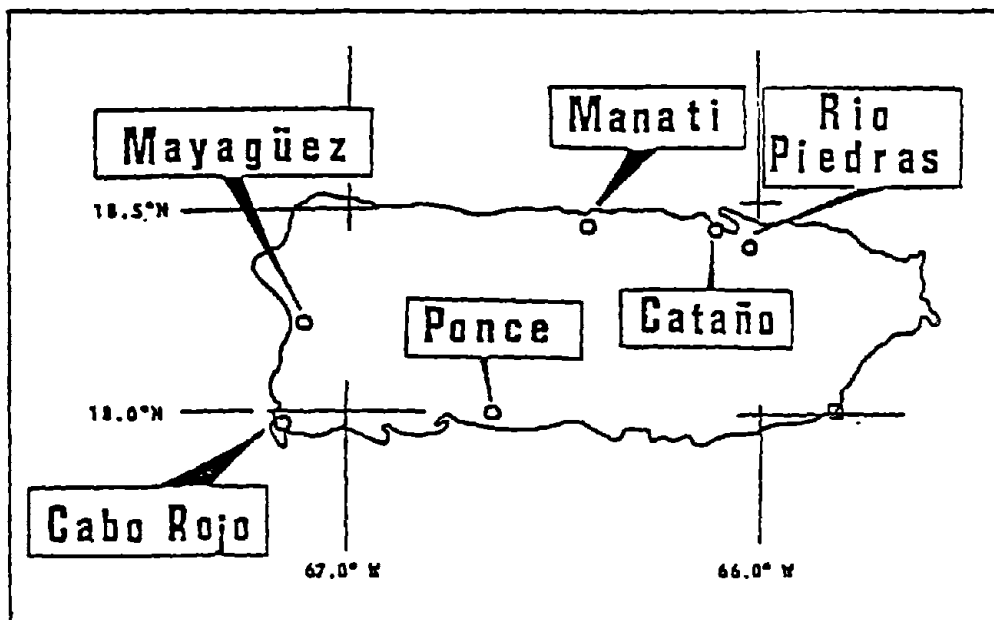 Mayagüez
Manati
Rio
Piedras
18.5°N
Ponce
Cataño
18.0°N
Cabo Rojo
67.0° W
66.0° W